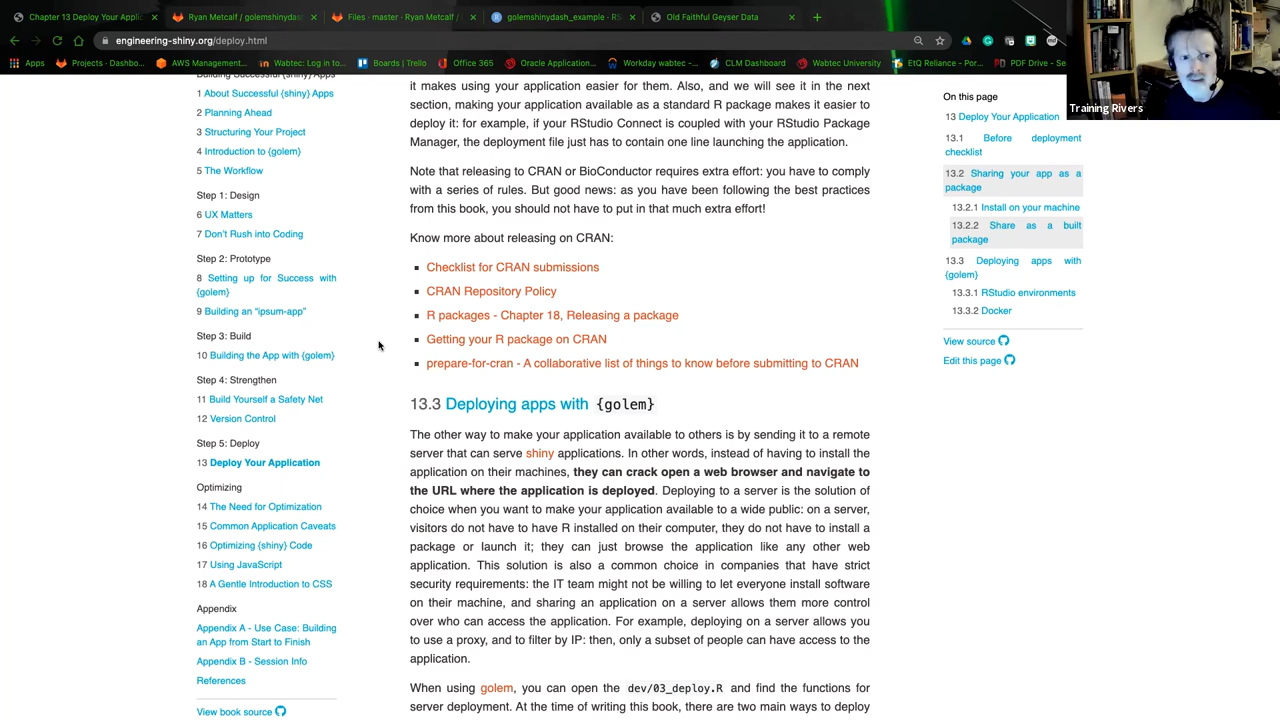 Chapter 13 Deploy Your Applic
Ryan Metcalf / golemshinydash
Files · master · Ryan Metcalf /
golemshinydash_example - RS
Old Faithful Geyser Data
engineering-shiny.org/deploy.html
Apps
Projects · Dashbo...
AWS Management...
Wabtec: Log in to...
Boards | Trello
Office 365
Oracle Application...
Workday wabtec -...
CLM Dashboard
Wabtec University
EtQ Reliance - Por...
PDF Drive - Se
Training Rivers
Building Successful {shiny} Apps
1 About Successful {shiny} Apps
2 Planning Ahead
3 Structuring Your Project
4 Introduction to {golem}
5 The Workflow
Step 1: Design
6 UX Matters
7 Don't Rush into Coding
Step 2: Prototype
8 Setting up for Success with
{golem}
9 Building an “ipsum-app”
Step 3: Build
10 Building the App with {golem}
Step 4: Strengthen
11 Build Yourself a Safety Net
12 Version Control
Step 5: Deploy
13 Deploy Your Application
Optimizing
14 The Need for Optimization
15 Common Application Caveats
16 Optimizing {shiny} Code
17 Using JavaScript
18 A Gentle Introduction to CSS
Appendix
Appendix A - Use Case: Building
an App from Start to Finish
Appendix B - Session Info
References
View book source
it makes using your application easier for them. Also, and we will see it in the next
section, making your application available as a standard R package makes it easier to
deploy it: for example, if your RStudio Connect is coupled with your RStudio Package
Manager, the deployment file just has to contain one line launching the application.
Note that releasing to CRAN or BioConductor requires extra effort: you have to comply
with a series of rules. But good news: as you have been following the best practices
from this book, you should not have to put in that much extra effort!
Know more about releasing on CRAN:
Checklist for CRAN submissions
CRAN Repository Policy
R packages - Chapter 18, Releasing a package
Getting your R package on CRAN
prepare-for-cran - A collaborative list of things to know before submitting to CRAN
13.3 Deploying apps with {golem}
The other way to make your application available to others is by sending it to a remote
server that can serve shiny applications. In other words, instead of having to install the
application on their machines, they can crack open a web browser and navigate to
the URL where the application is deployed. Deploying to a server is the solution of
choice when you want to make your application available to a wide public: on a server,
visitors do not have to have R installed on their computer, they do not have to install a
package or launch it; they can just browse the application like any other web
application. This solution is also a common choice in companies that have strict
security requirements: the IT team might not be willing to let everyone install software
on their machine, and sharing an application on a server allows them more control
over who can access the application. For example, deploying on a server allows you
to use a proxy, and to filter by IP: then, only a subset of people can have access to the
application.
When using golem, you can open the dev/03_deploy.R and find the functions for
server deployment. At the time of writing this book, there are two main ways to deploy
On this page
13 Deploy Your Application
13.1 Before deployment
checklist
13.2 Sharing your app as a
package
13.2.1 Install on your machine
13.2.2 Share as a built
package
13.3 Deploying apps with
{golem}
13.3.1 RStudio environments
13.3.2 Docker
View source
Edit this page